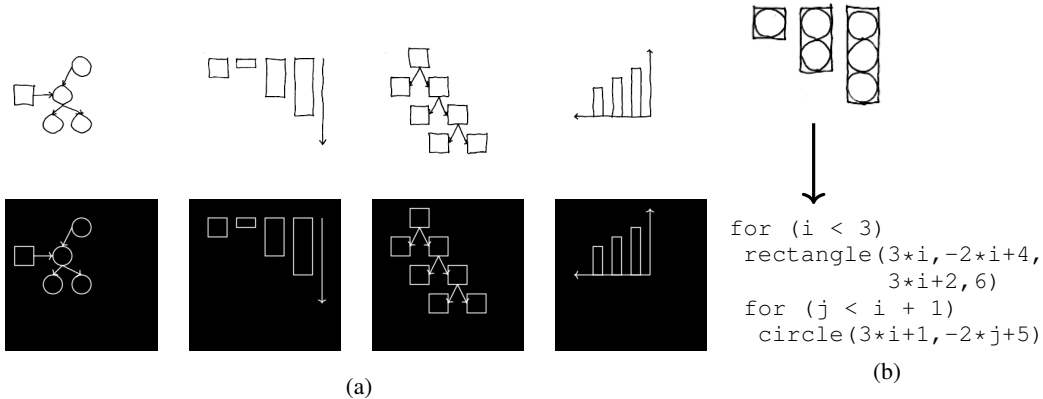 for (i < 3)
rectangle(3*i,-2*i+4,
3*i+2,6)
for (j < i + 1)
circle(3*i+1,-2*j+5)
(a)
(b)